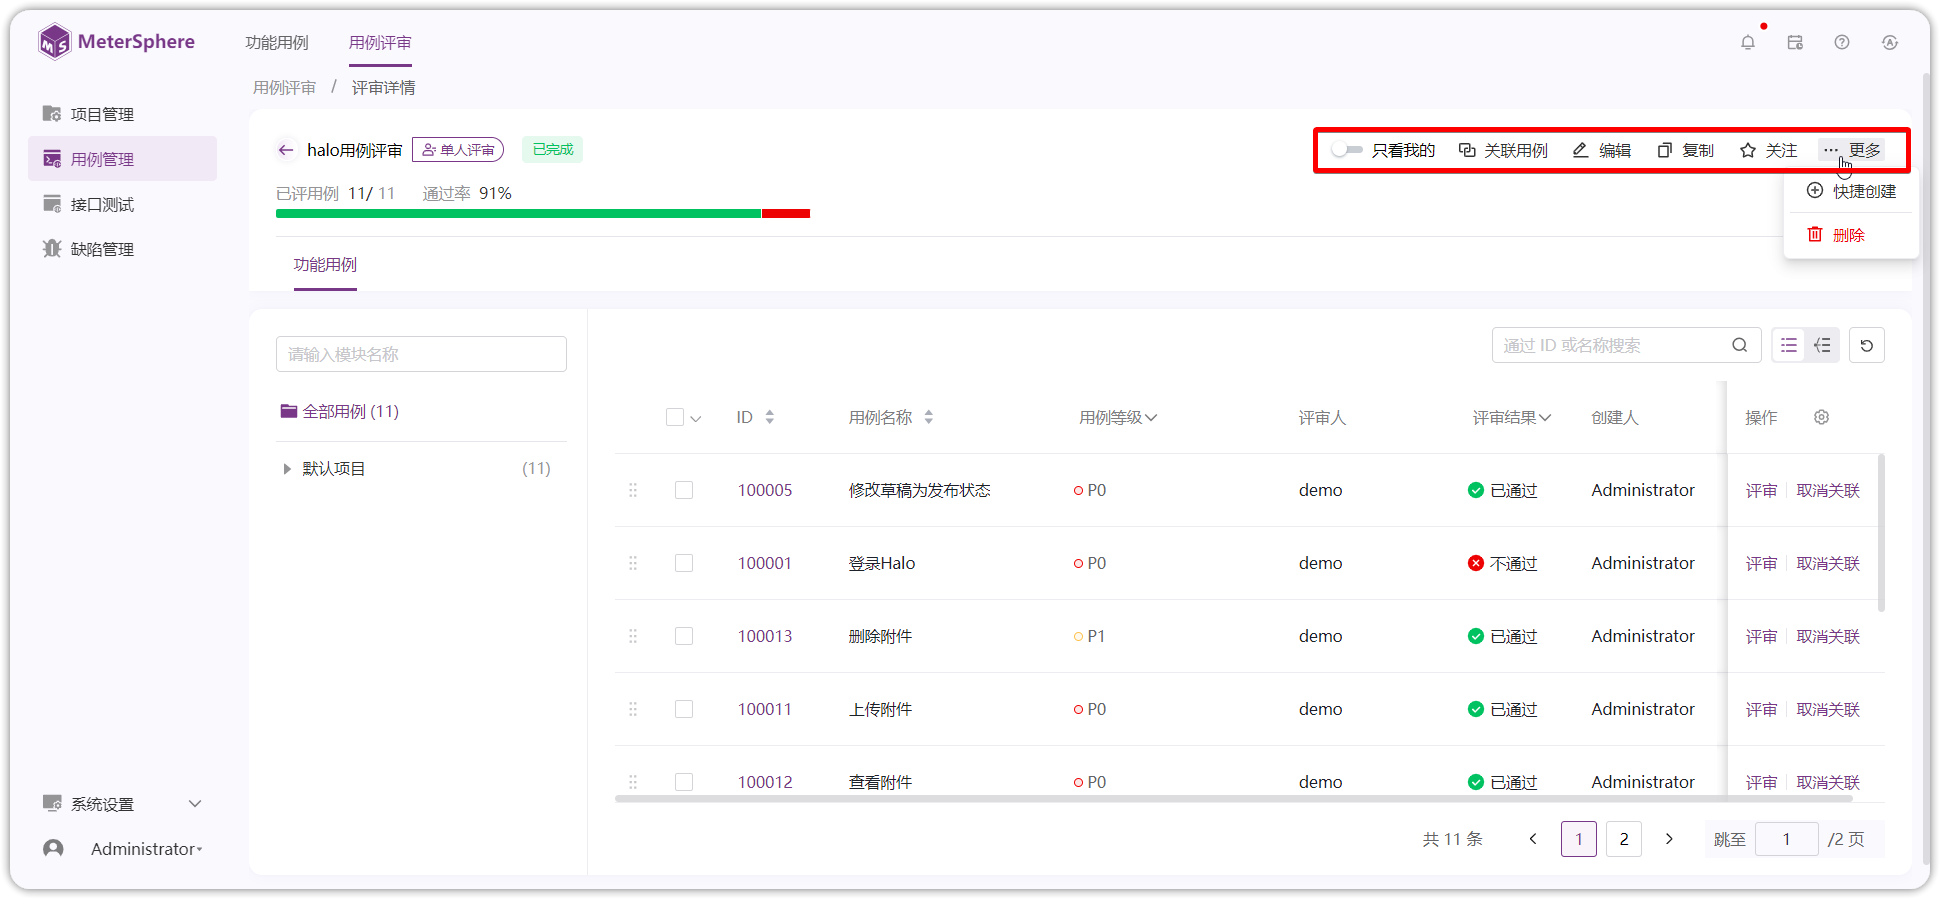 MeterSphere
功能用例 用例评审
用例评审 / 评审详情
项目管理
用例管理
接口测试
缺陷管理
系统设置
Administrator
halo用例评审 单人评审 已完成
只看我的 关联用例 编辑 复制 关注 ··· 更多
快捷创建
删除
已评用例 11/ 11 通过率 91%
功能用例
请输入模块名称
全部用例 (11)
默认项目 (11)
通过 ID 或名称搜索
ID 用例名称 用例等级 评审人 评审结果 创建人 操作
100005 修改草稿为发布状态 P0 demo 已通过 Administrator 评审 取消关联
100001 登录Halo P0 demo 不通过 Administrator 评审 取消关联
100013 删除附件 P1 demo 已通过 Administrator 评审 取消关联
100011 上传附件 P0 demo 已通过 Administrator 评审 取消关联
100012 查看附件 P0 demo 已通过 Administrator 评审 取消关联
共 11 条 1 2 跳至 1 /2 页